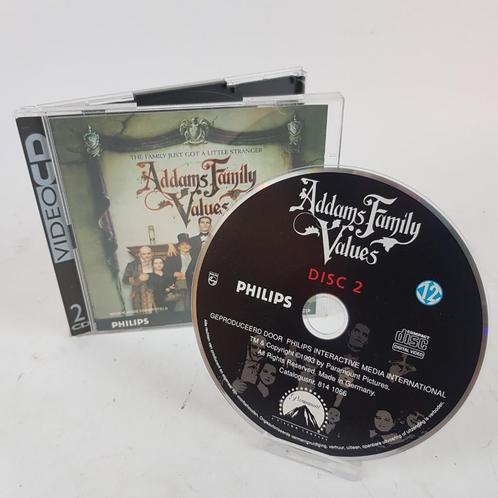 VIDEO CD
2 CD
THE FAMILY JUST GOT A LITTLE STRANGER
Addams Family
Values
PHILIPS
Addams Family
Values
DISC 2
PHILIPS
12
COMPACT
disc
DIGITAL VIDEO
GEPRODUCEERD DOOR PHILIPS INTERACTIVE MEDIA INTERNATIONAL
TM & Copyright ©1993 by Paramount Pictures.
All Rights Reserved. Made in Germany.
Catalogusnr. 814 1066
Paramount